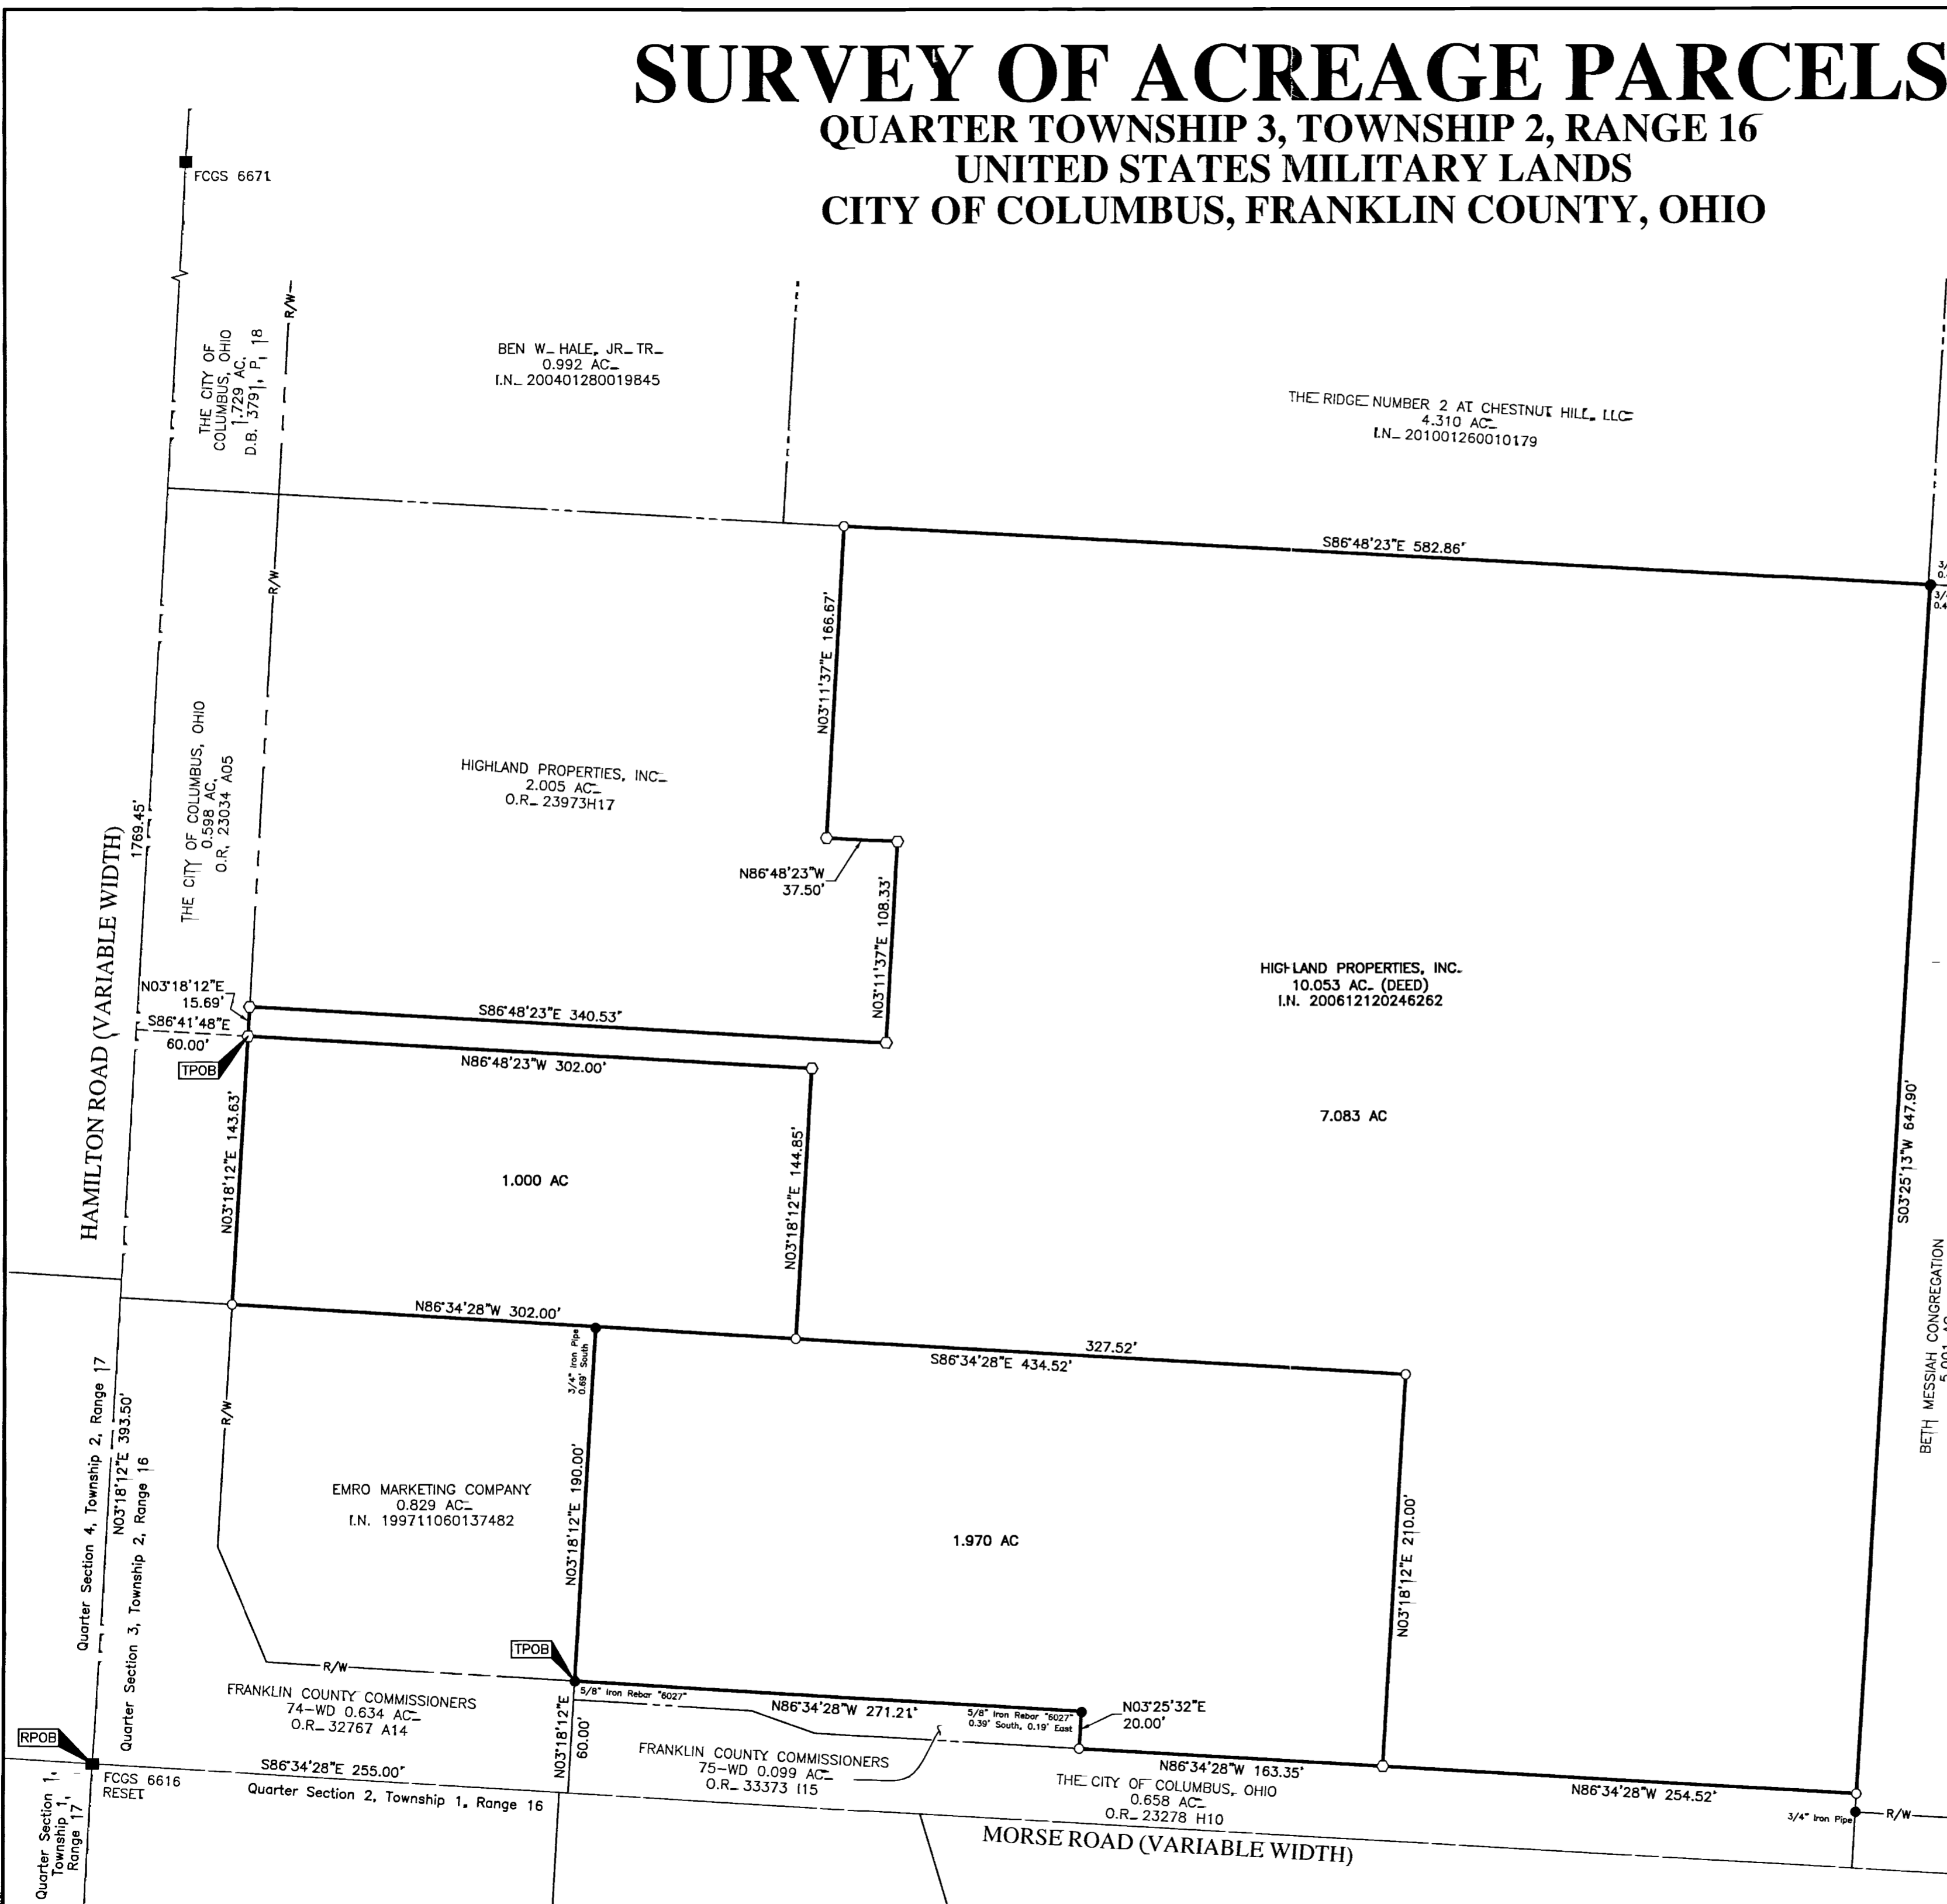 SURVEY OF ACREAGE PARCELS
QUARTER TOWNSHIP 3, TOWNSHIP 2, RANGE 16
UNITED STATES MILITARY LANDS
CITY OF COLUMBUS, FRANKLIN COUNTY, OHIO
FCGS 6671
R/W
THE CITY OF
COLUMBUS, OHIO
1.729 AC.
D.B. 3791, P, 18
BEN W. HALE, JR. TR.
0.992 AC.
I.N. 200401280019845
THE RIDGE NUMBER 2 AT CHESTNUT HILL, LLC
4.310 AC.
I.N. 201001260010179
S86°48'23"E 582.86'
R/W
N03°11'37"E 166.67'
THE CITY OF COLUMBUS, OHIO
0.598 AC.
O.R. 23034 A05
HIGHLAND PROPERTIES, INC.
2.005 AC.
O.R. 23973H17
HAMILTON ROAD (VARIABLE WIDTH)
1769.45'
N86°48'23"W
37.50'
N03°11'37"E 108.33'
HIGHLAND PROPERTIES, INC.
10.053 AC. (DEED)
I.N. 200612120246262
N03°18'12"E
15.69'
S86°41'48"E
60.00'
TPOB
S86°48'23"E 340.53'
N86°48'23"W 302.00'
7.083 AC
S03°25'13"W 647.90'
N03°18'12"E 143.63'
1.000 AC
N03°18'12"E 144.85'
N86°34'28"W 302.00'
3/4" Iron Pipe
0.69' South
327.52'
S86°34'28"E 434.52'
BETH MESSIAH CONGREGATION
Quarter Section 4, Township 2, Range 17
N03°18'12"E 393.50'
Quarter Section 3, Township 2, Range 16
R/W
EMRO MARKETING COMPANY
0.829 AC.
I.N. 199711060137482
N03°18'12"E 190.00'
1.970 AC
N03°18'12"E 210.00'
TPOB
R/W
5/8" Iron Rebar "6027"
N86°34'28"W 271.21'
5/8" Iron Rebar "6027"
0.39' South, 0.19' East
N03°25'32"E
20.00'
FRANKLIN COUNTY COMMISSIONERS
74-WD 0.634 AC.
O.R. 32767 A14
N03°18'12"E
60.00'
FRANKLIN COUNTY COMMISSIONERS
75-WD 0.099 AC.
O.R. 33373 I15
N86°34'28"W 163.35'
THE CITY OF COLUMBUS, OHIO
0.658 AC.
O.R. 23278 H10
N86°34'28"W 254.52'
3/4" Iron Pipe
R/W
RPOB
S86°34'28"E 255.00'
FCGS 6616
RESET
Quarter Section 2, Township 1, Range 16
Quarter Section 1,
Township 1,
Range 17
MORSE ROAD (VARIABLE WIDTH)